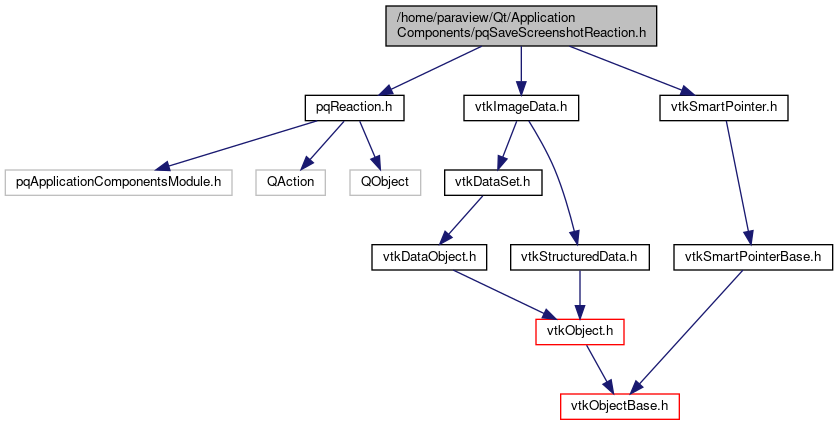 /home/paraview/Qt/Application
Components/pqSaveScreenshotReaction.h
pqReaction.h
vtkImageData.h
vtkSmartPointer.h
pqApplicationComponentsModule.h
QAction
QObject
vtkDataSet.h
vtkDataObject.h
vtkStructuredData.h
vtkSmartPointerBase.h
vtkObject.h
vtkObjectBase.h